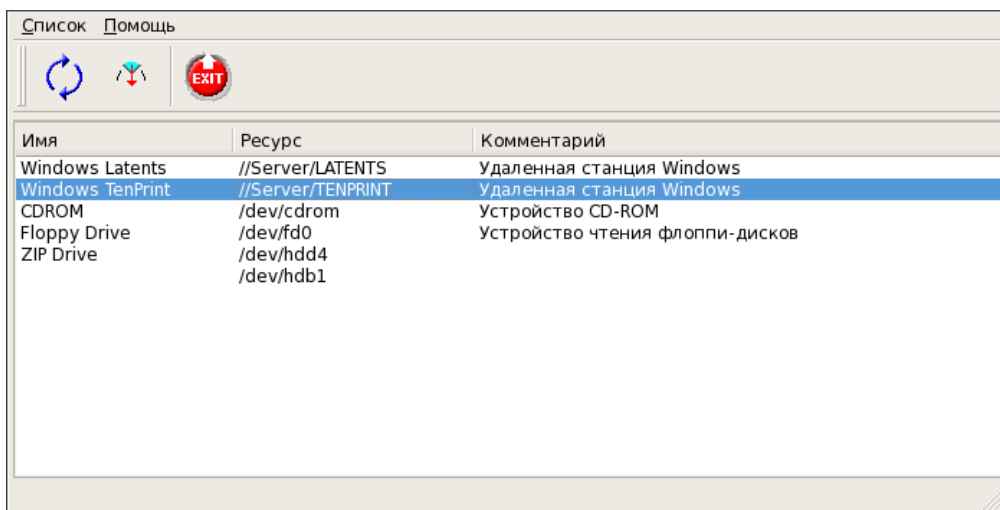 Список Помощь
EXIT
Имя Ресурс Комментарий
Windows Latents //Server/LATENTS Удаленная станция Windows
Windows TenPrint //Server/TENPRINT Удаленная станция Windows
CDROM /dev/cdrom Устройство CD-ROM
Floppy Drive /dev/fd0 Устройство чтения флоппи-дисков
ZIP Drive /dev/hdd4
/dev/hdb1